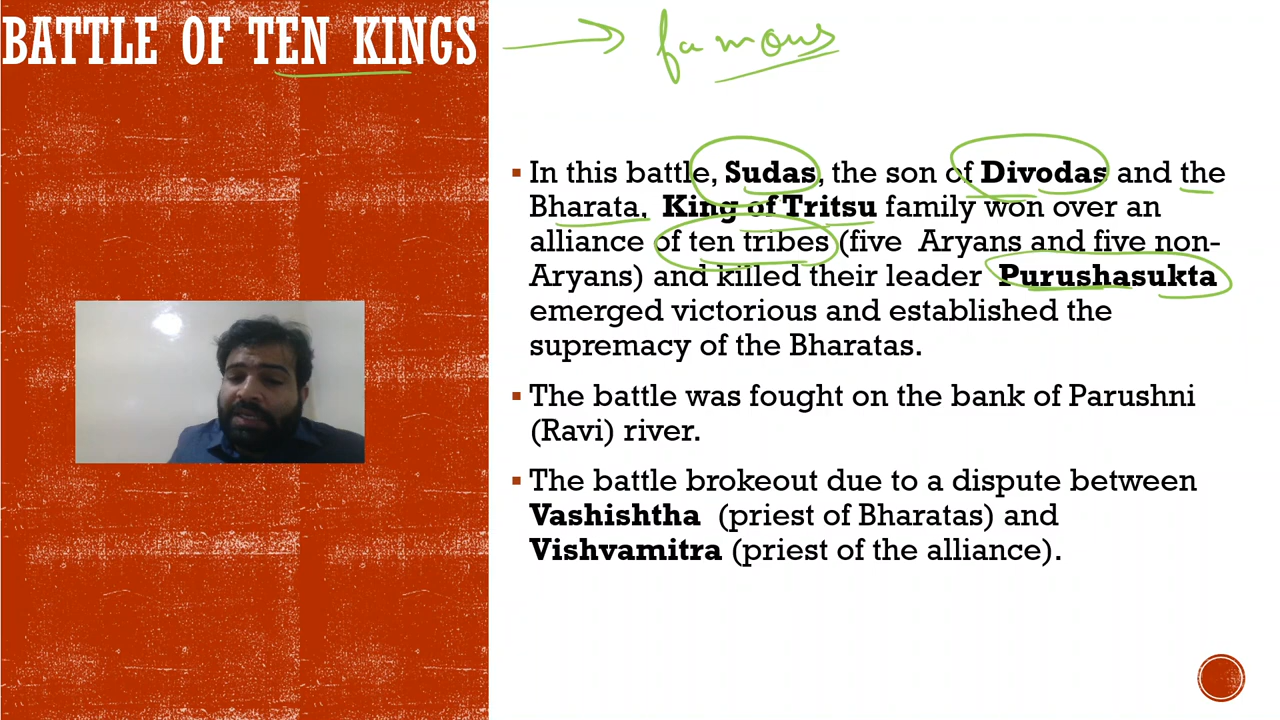 BATTLE OF TEN KINGS
famous
In this battle, Sudas, the son of Divodas and the
Bharata, King of Tritsu family won over an
alliance of ten tribes (five Aryans and five non-
Aryans) and killed their leader Purushasukta
emerged victorious and established the
supremacy of the Bharatas.
The battle was fought on the bank of Parushni
(Ravi) river.
The battle brokeout due to a dispute between
Vashishtha (priest of Bharatas) and
Vishvamitra (priest of the alliance).